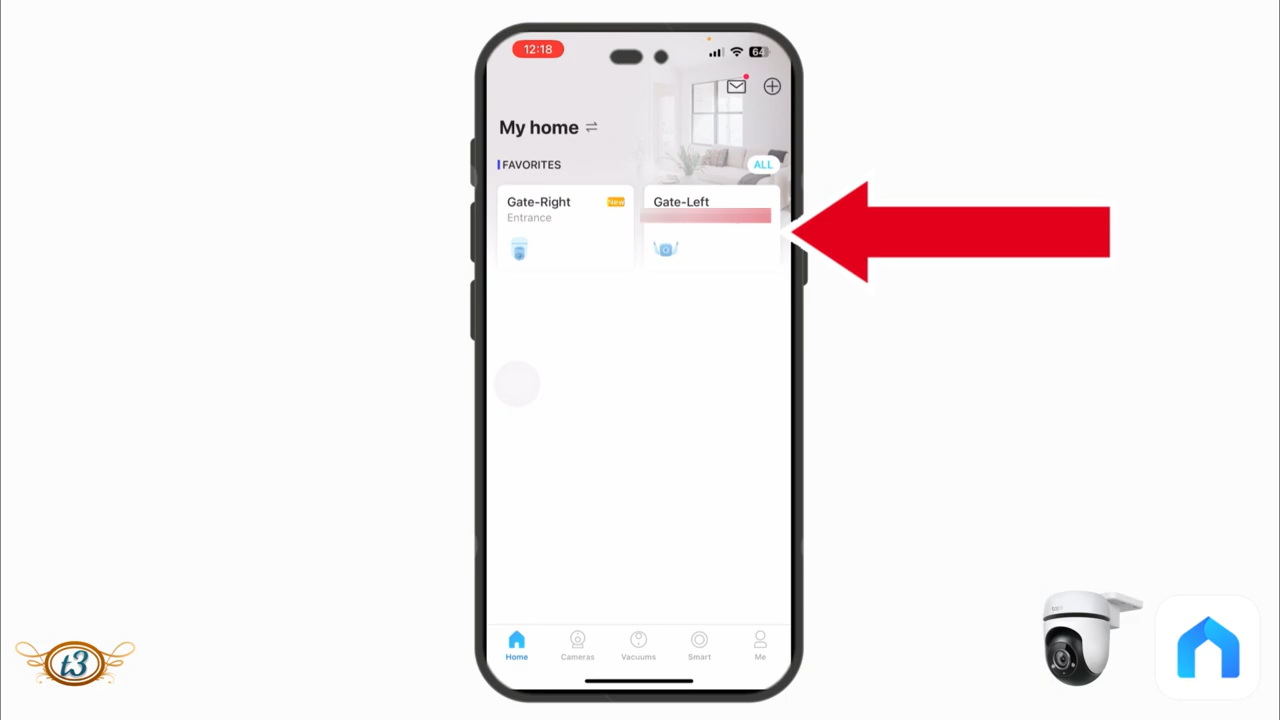 12:18
64
My home
FAVORITES
ALL
Gate-Right
New
Gate-Left
Entrance
Home
Cameras
Vacuums
Smart
Me
tapo
t3